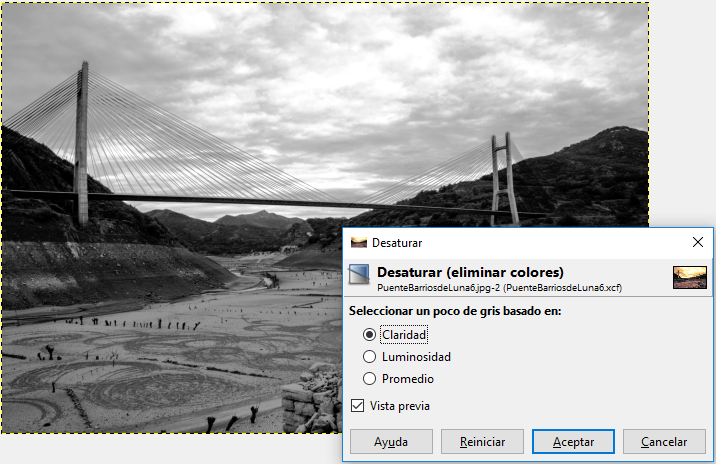 Desaturar
Desaturar (eliminar colores)
PuenteBarriosdeLuna6.jpg-2 (PuenteBarriosdeLuna6.xcf)
Seleccionar un poco de gris basado en:
Claridad
Luminosidad
Promedio
Vista previa
Ayuda Reiniciar Aceptar Cancelar